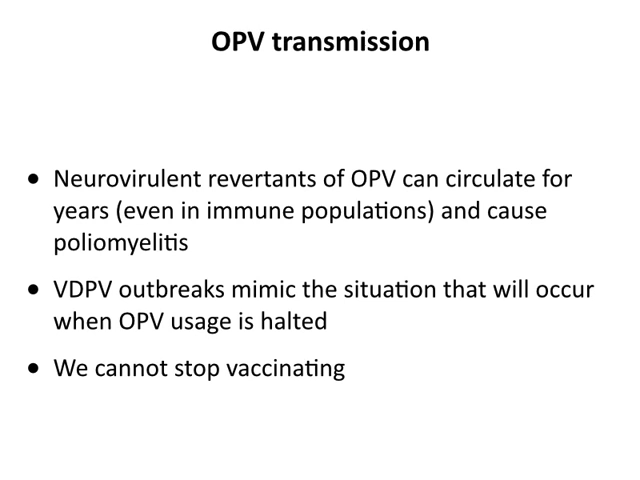 OPV transmission
• Neurovirulent revertants of OPV can circulate for
years (even in immune populations) and cause
poliomyelitis
• VDPV outbreaks mimic the situation that will occur
when OPV usage is halted
• We cannot stop vaccinating